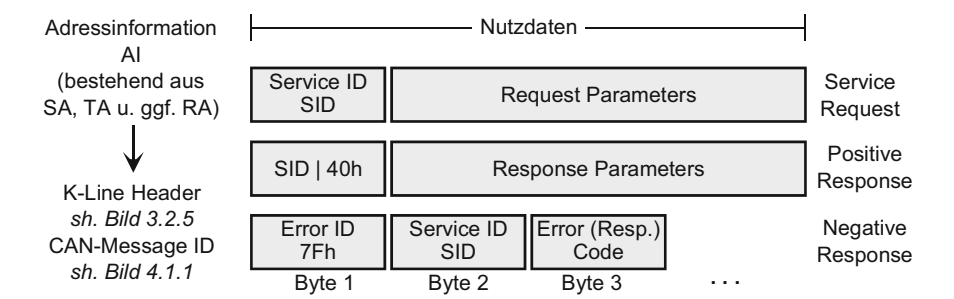 Adressinformation
AI
(bestehend aus
SA, TA u. ggf. RA)
K-Line Header
sh. Bild 3.2.5
CAN-Message ID
sh. Bild 4.1.1
Nutzdaten
Service ID
SID
Request Parameters
Service
Request
SID | 40h
Response Parameters
Positive
Response
Error ID
7Fh
Service ID
SID
Error (Resp.)
Code
Negative
Response
Byte 1
Byte 2
Byte 3
. . .